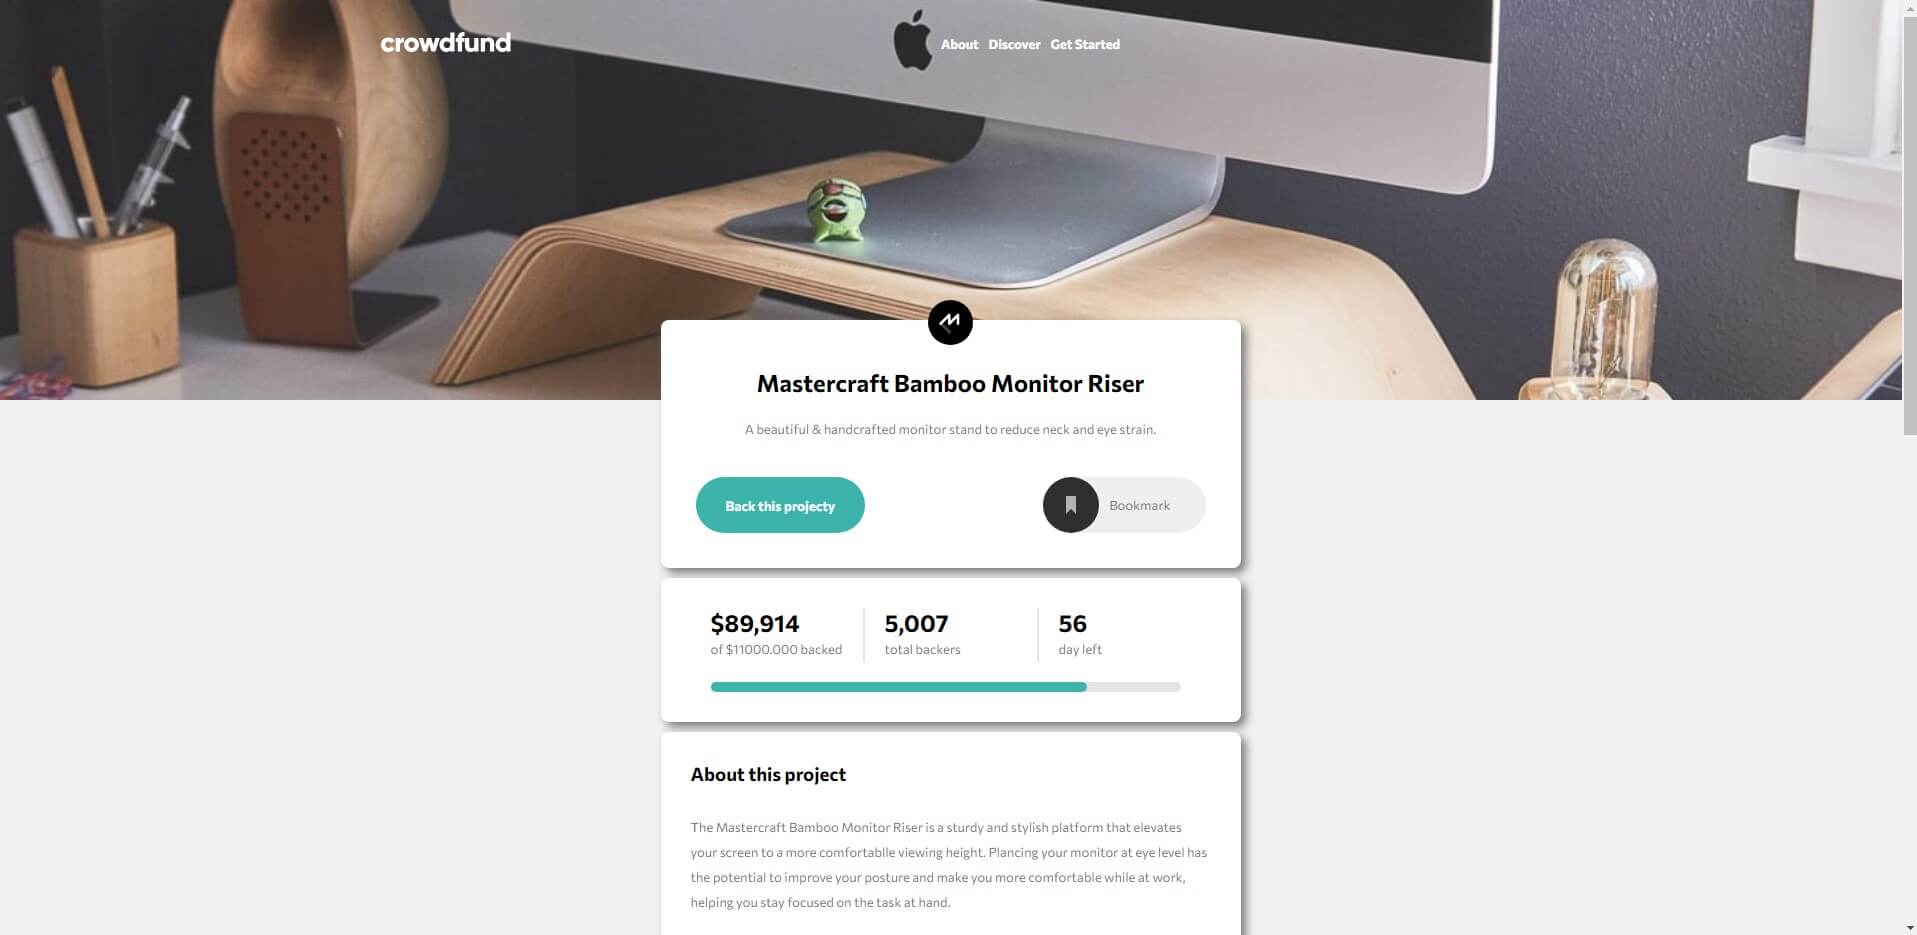 crowdfund
About Discover Get Started
Mastercraft Bamboo Monitor Riser
A beautiful & handcrafted monitor stand to reduce neck and eye strain.
Back this projecty
Bookmark
$89,914
of $11000.000 backed
5,007
total backers
56
day left
About this project
The Mastercraft Bamboo Monitor Riser is a sturdy and stylish platform that elevates
your screen to a more comfortablle viewing height. Plancing your monitor at eye level has
the potential to improve your posture and make you more comfortable while at work,
helping you stay focused on the task at hand.